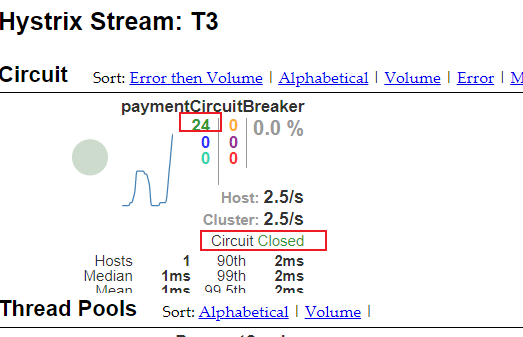 Hystrix Stream: T3
Circuit Sort: Error then Volume | Alphabetical | Volume | Error |
paymentCircuitBreaker
24 0 0.0 %
0 0
0 0
Host: 2.5/s
Cluster: 2.5/s
Circuit Closed
Hosts 1 90th 2ms
Median 1ms 99th 2ms
Mean 1ms 99.5th 2ms
Thread Pools Sort: Alphabetical | Volume |